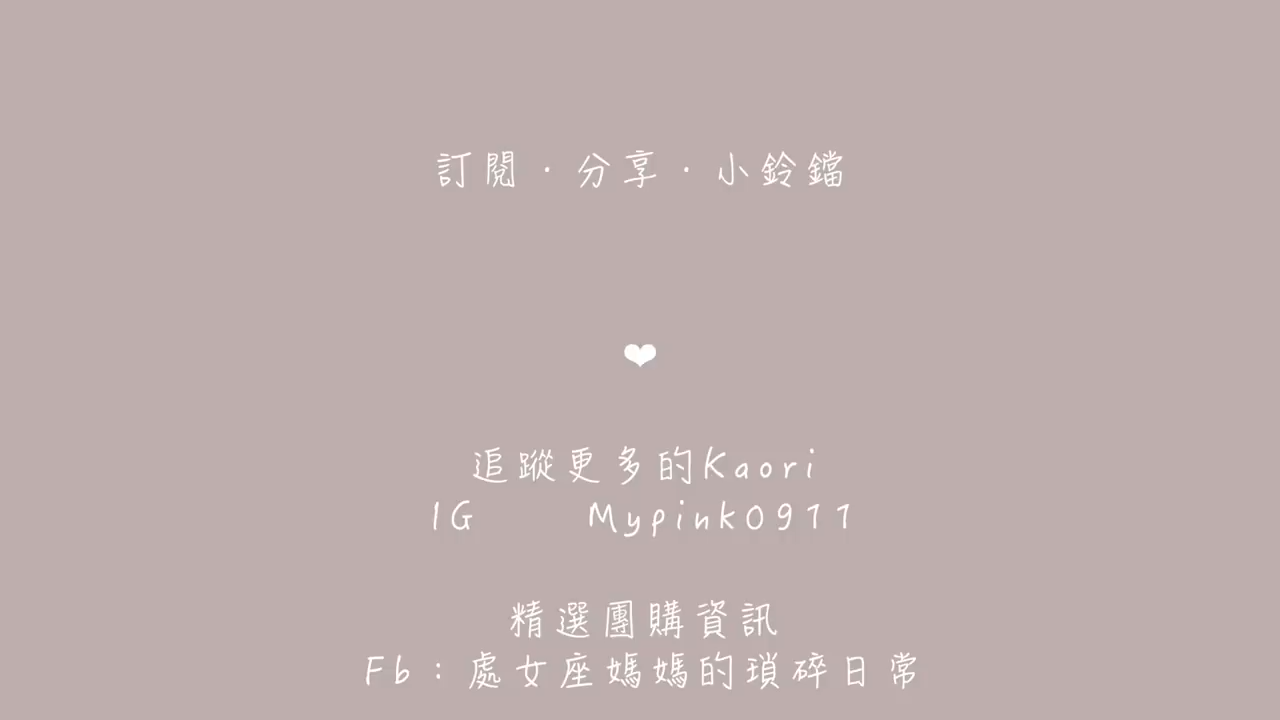 訂閱·分享·小鈴鐺
❤
追蹤更多的Kaori
IG Mypink0911
精選團購資訊
Fb：處女座媽媽的瑣碎日常